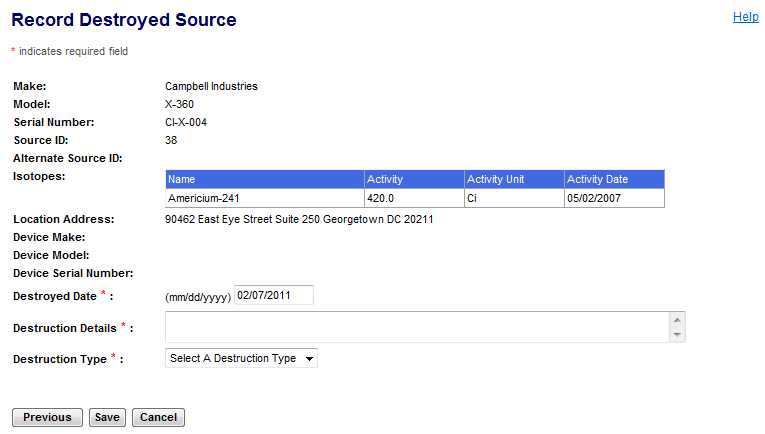 Record Destroyed Source
Help
* indicates required field
Make: Campbell Industries
Model: X-360
Serial Number: CI-X-004
Source ID: 38
Alternate Source ID:
Isotopes:
Name Activity Activity Unit Activity Date
Americium-241 420.0 Ci 05/02/2007
Location Address: 90462 East Eye Street Suite 250 Georgetown DC 20211
Device Make:
Device Model:
Device Serial Number:
Destroyed Date * : (mm/dd/yyyy) 02/07/2011
Destruction Details * :
Destruction Type * : Select A Destruction Type
Previous Save Cancel